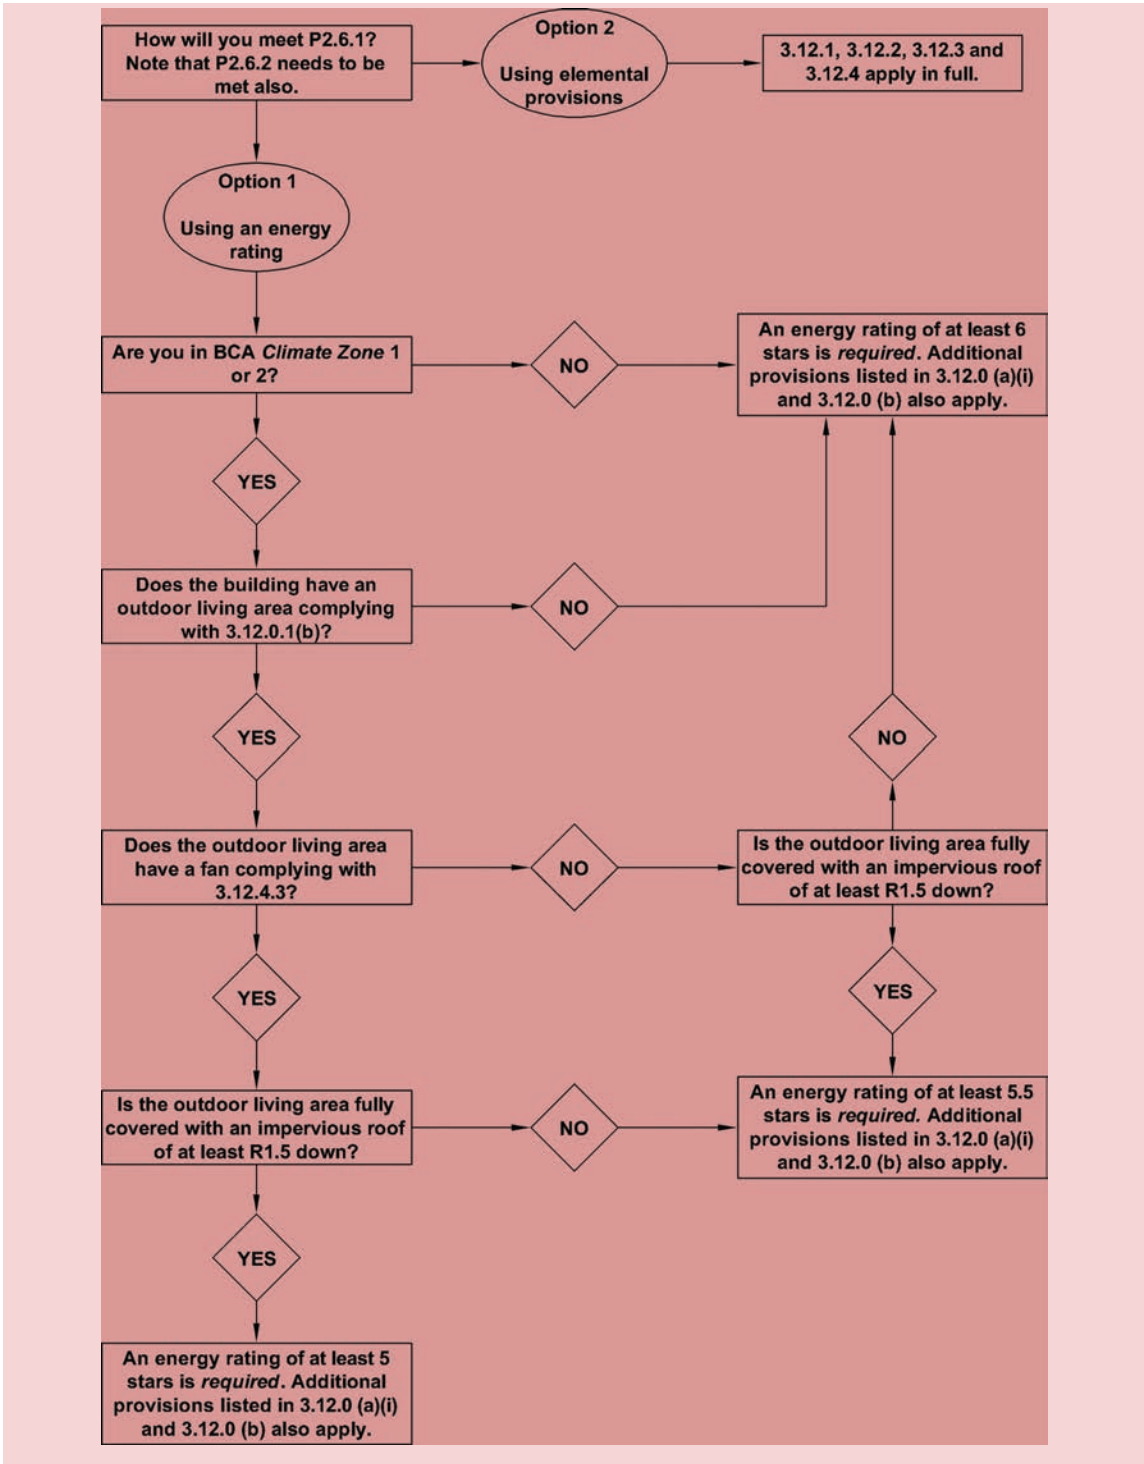 How will you meet P2.6.1?
Note that P2.6.2 needs to be
met also.
Option 2
Using elemental
provisions
3.12.1, 3.12.2, 3.12.3 and
3.12.4 apply in full.
Option 1
Using an energy
rating
Are you in BCA Climate Zone 1
or 2?
NO
An energy rating of at least 6
stars is required. Additional
provisions listed in 3.12.0 (a)(i)
and 3.12.0 (b) also apply.
YES
Does the building have an
outdoor living area complying
with 3.12.0.1(b)?
NO
YES
NO
Does the outdoor living area
have a fan complying with
3.12.4.3?
NO
Is the outdoor living area fully
covered with an impervious roof
of at least R1.5 down?
YES
YES
Is the outdoor living area fully
covered with an impervious roof
of at least R1.5 down?
NO
An energy rating of at least 5.5
stars is required. Additional
provisions listed in 3.12.0 (a)(i)
and 3.12.0 (b) also apply.
YES
An energy rating of at least 5
stars is required. Additional
provisions listed in 3.12.0 (a)(i)
and 3.12.0 (b) also apply.